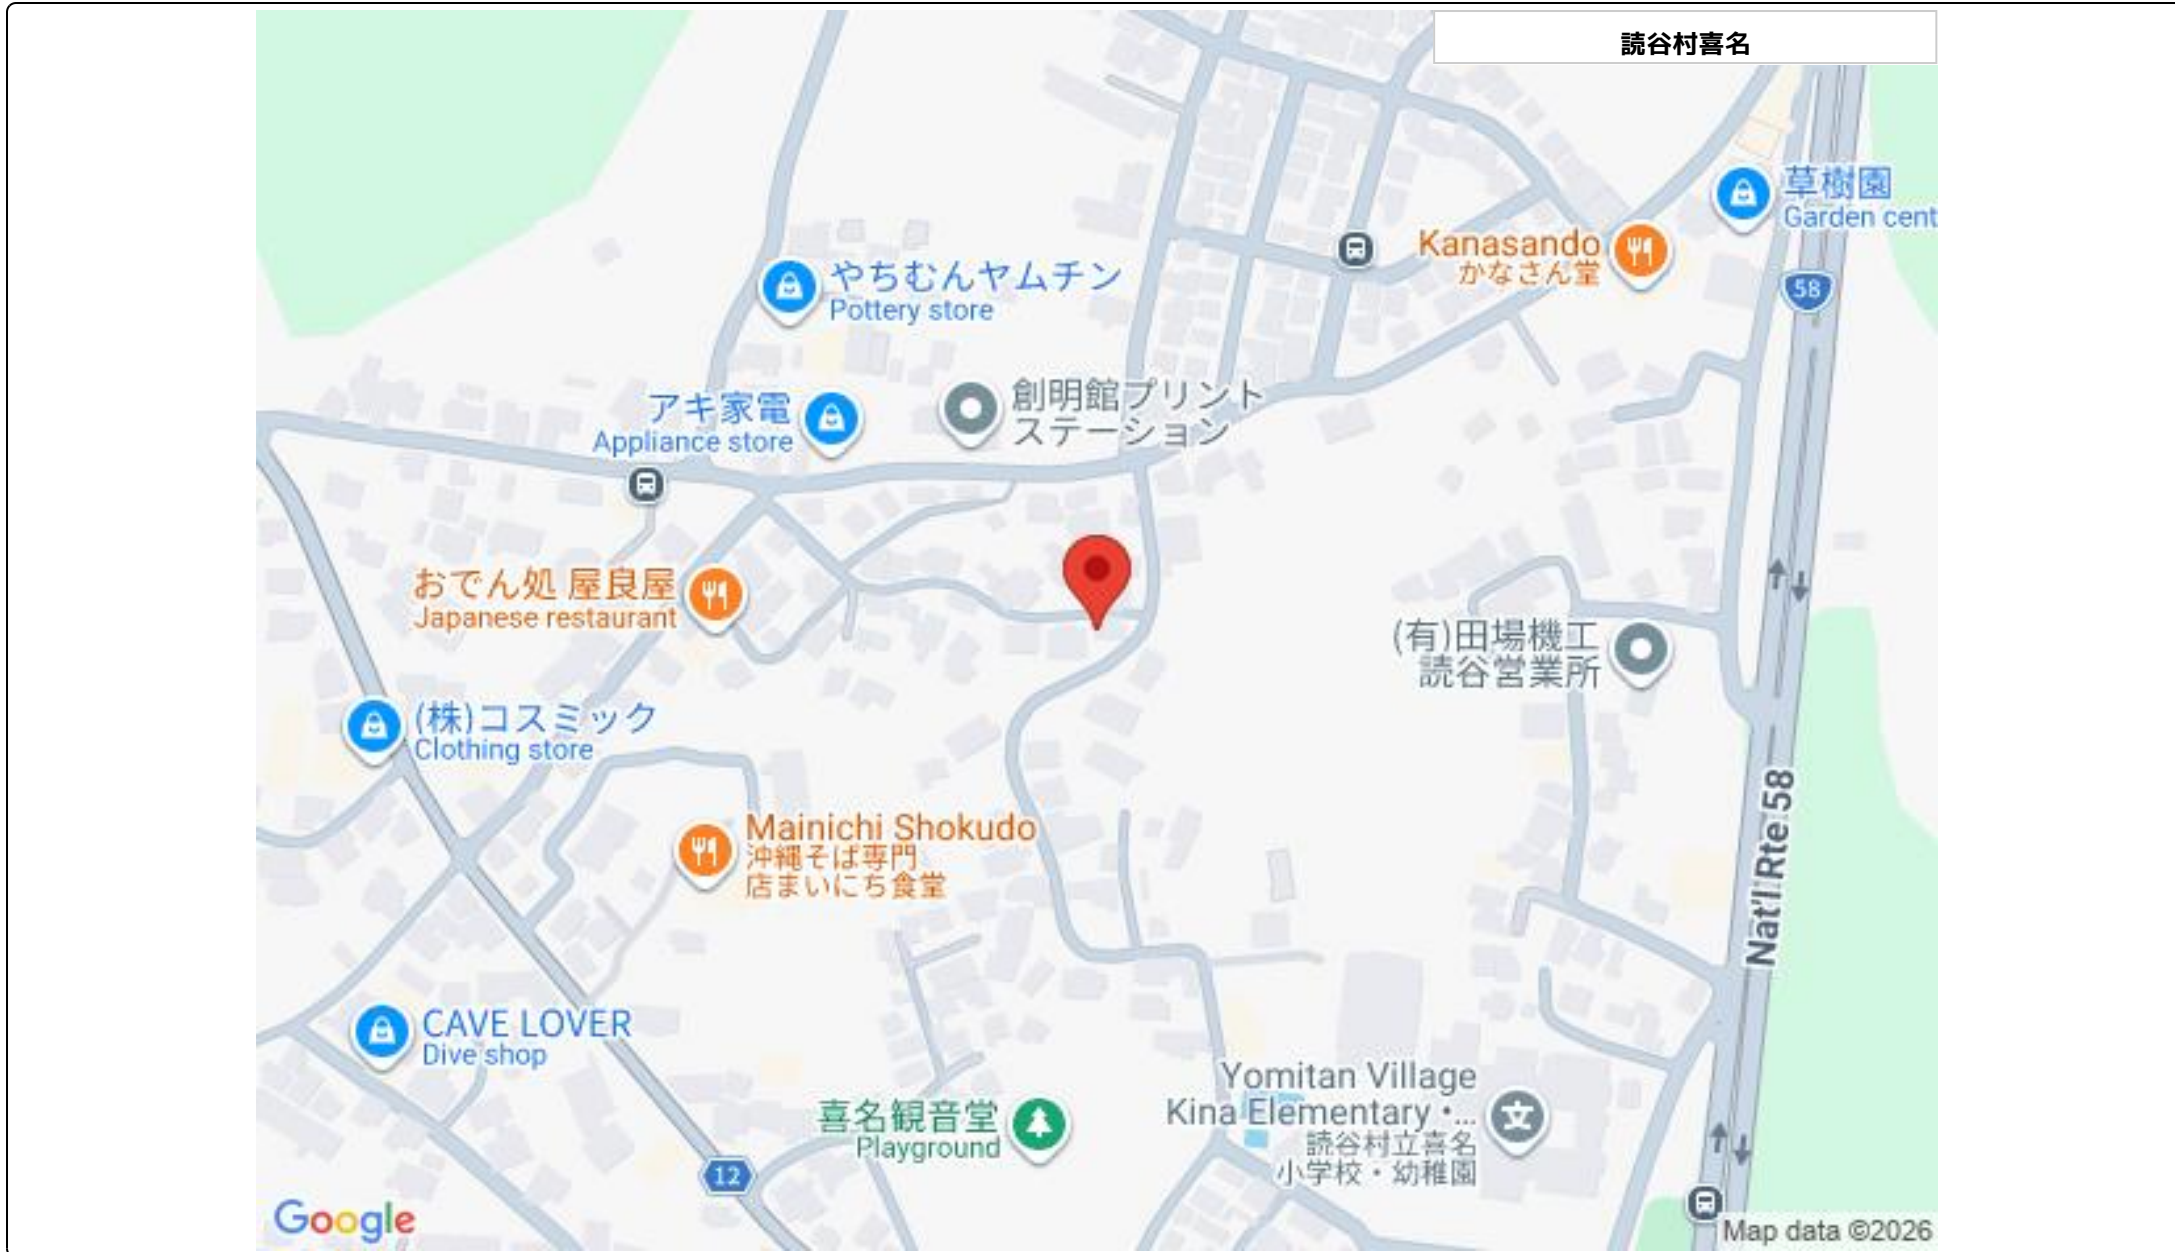 読谷村喜名
草樹園
Garden cent
Kanasando
かなさん堂
58
やちむんヤムチン
Pottery store
アキ家電
Appliance store
創明館プリント
ステーション
おでん処 屋良屋
Japanese restaurant
(有)田場機工
読谷営業所
(株)コスミック
Clothing store
Mainichi Shokudo
沖縄そば専門
店まいにち食堂
Nat'l Rte 58
CAVE LOVER
Dive shop
喜名観音堂
Playground
Yomitan Village
Kina Elementary・...
読谷村立喜名
小学校・幼稚園
文
12
Google
Map data ©2026